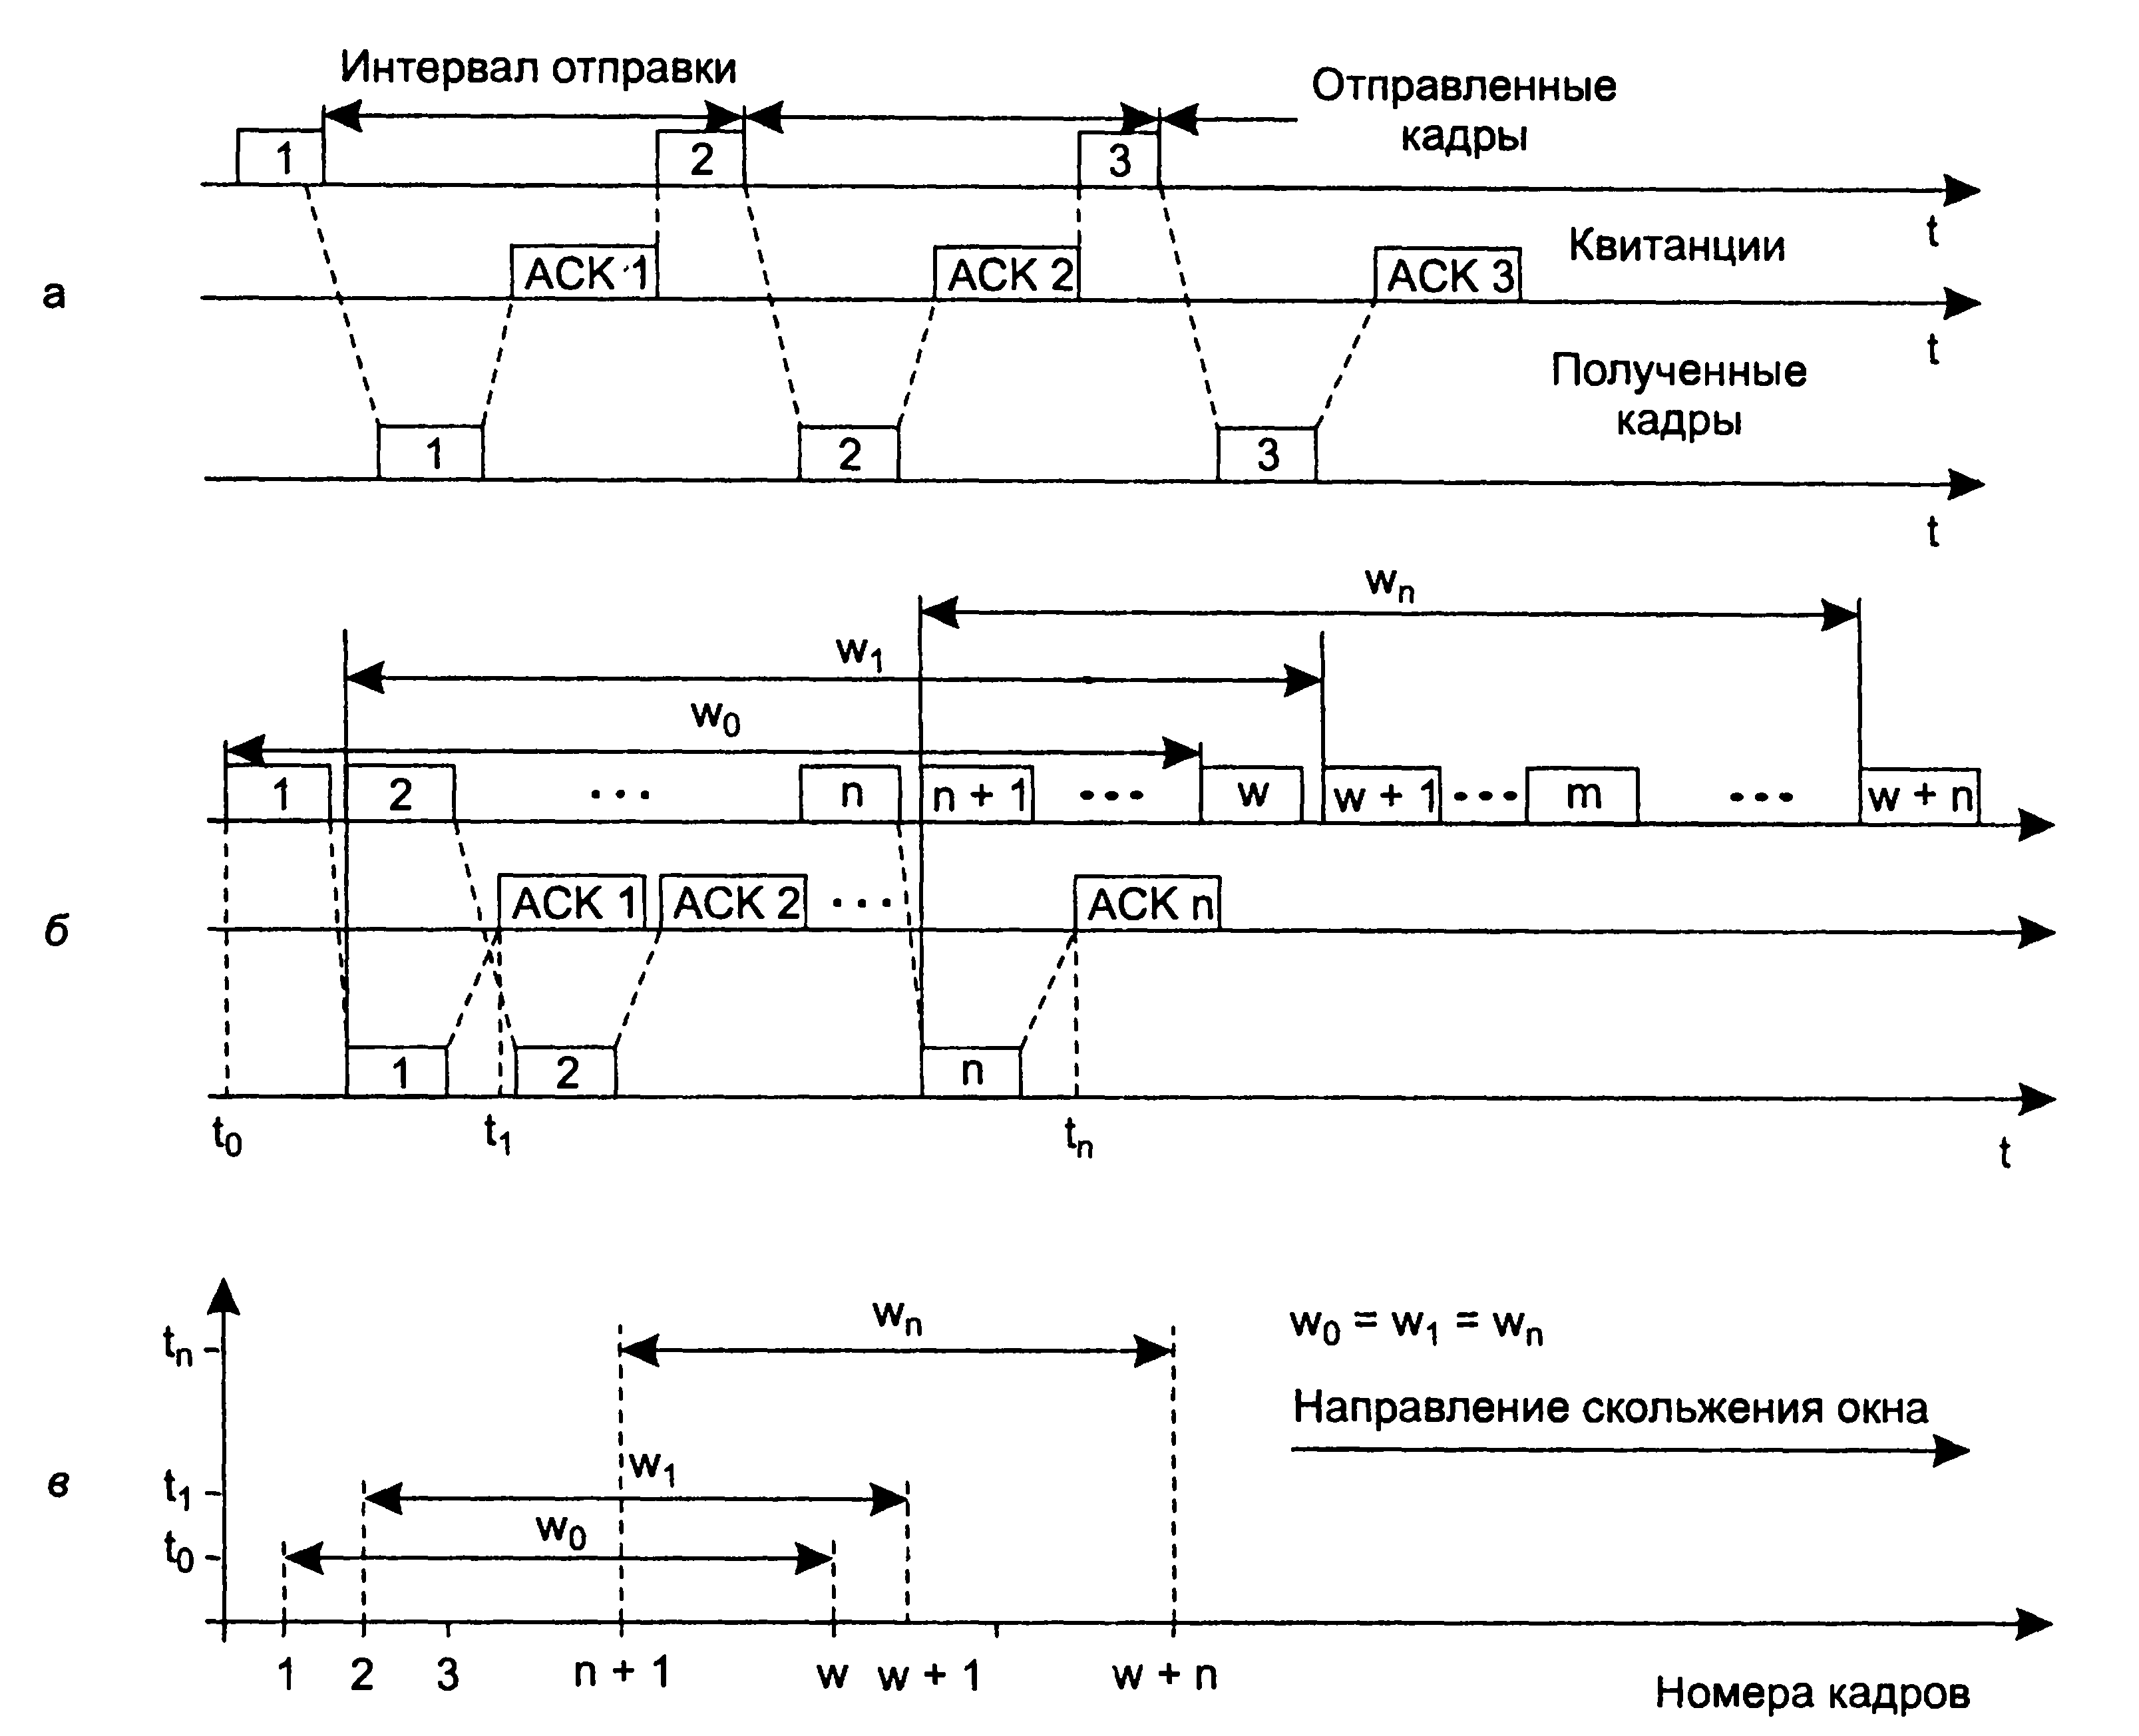 Интервал отправки
Отправленные
кадры
1
2
3
t
Квитанции
ACK 1
ACK 2
ACK 3
а
t
Полученные
кадры
1
2
3
t
wn
w1
w0
1 2 ... n n + 1 ... w w + 1 ... m ... w + n
ACK 1 ACK 2 ... ACK n
б
1 2 n
t0 t1 tn t
wn
w0 = w1 = wn
tn
Направление скольжения окна
w1
в
t1
w0
t0
1 2 3 n + 1 w w + 1 w + n
Номера кадров